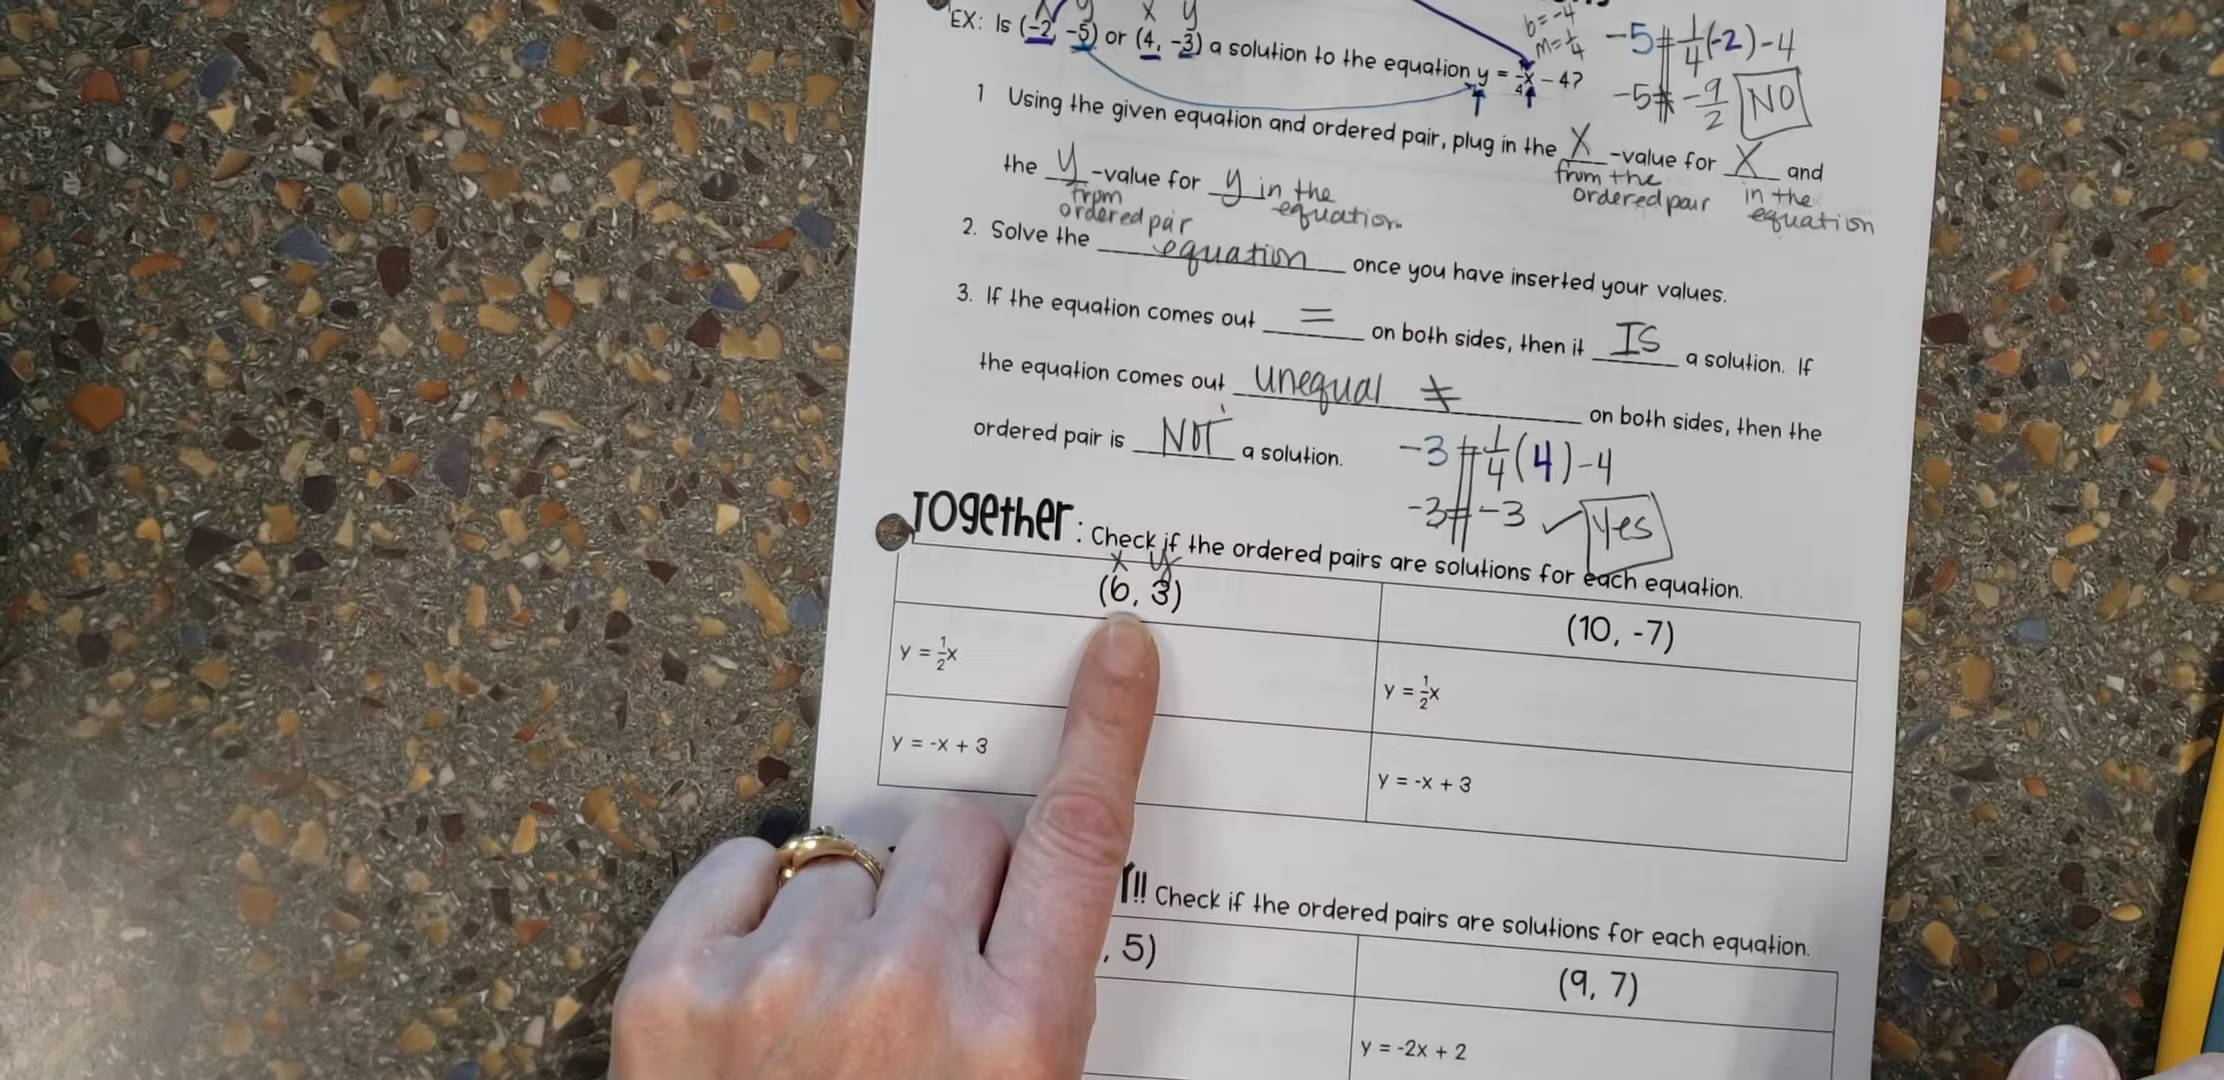 x y
EX: Is (-2, -5) or (4, -3) a solution to the equation y = 1/4x - 4?
b = -4
m = 1/4
-5 = 1/4(-2) - 4
-5 ≠ -9/2 NO
1 Using the given equation and ordered pair, plug in the X -value for X and
from the ordered pair
in the equation
the y -value for y in the equation
from ordered pair
2. Solve the equation once you have inserted your values.
3. If the equation comes out = on both sides, then it IS a solution. If
the equation comes out unequal ≠ on both sides, then the
ordered pair is NOT a solution.
-3 = 1/4(4) - 4
-3 = -3 ✓ Yes
Together: Check if the ordered pairs are solutions for each equation.
x y
(6, 3)
(10, -7)
y = 1/2x
y = 1/2x
y = -x + 3
y = -x + 3
!! Check if the ordered pairs are solutions for each equation.
, 5)
(9, 7)
y = -2x + 2